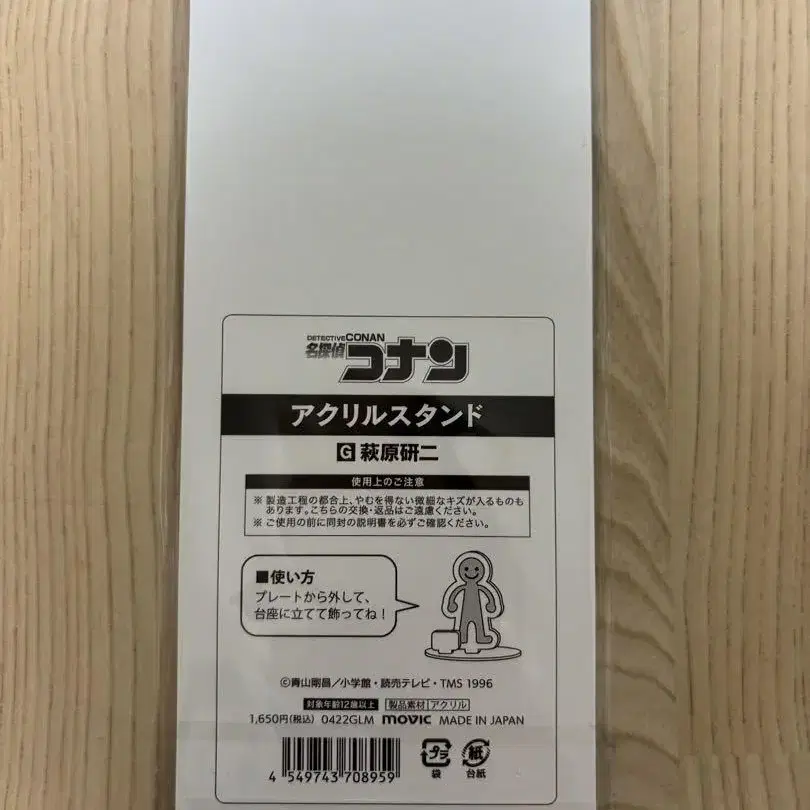 DETECTIVE CONAN
名探偵コナン
アクリルスタンド
G 萩原研二
使用上のご注意
※ 製造工程の都合上、やむを得ない微細なキズが入るものも
あります。こちらの交換・返品はご遠慮ください。
※ ご使用の前に同封の説明書を必ずご確認ください。
■使い方
プレートから外して、
台座に立てて飾ってね！
©青山剛昌／小学館・読売テレビ・TMS 1996
対象年齢12歳以上 製品素材 アクリル
1,650円(税込) 0422GLM movic MADE IN JAPAN
4 549743 708959
プラ 紙
袋 台紙